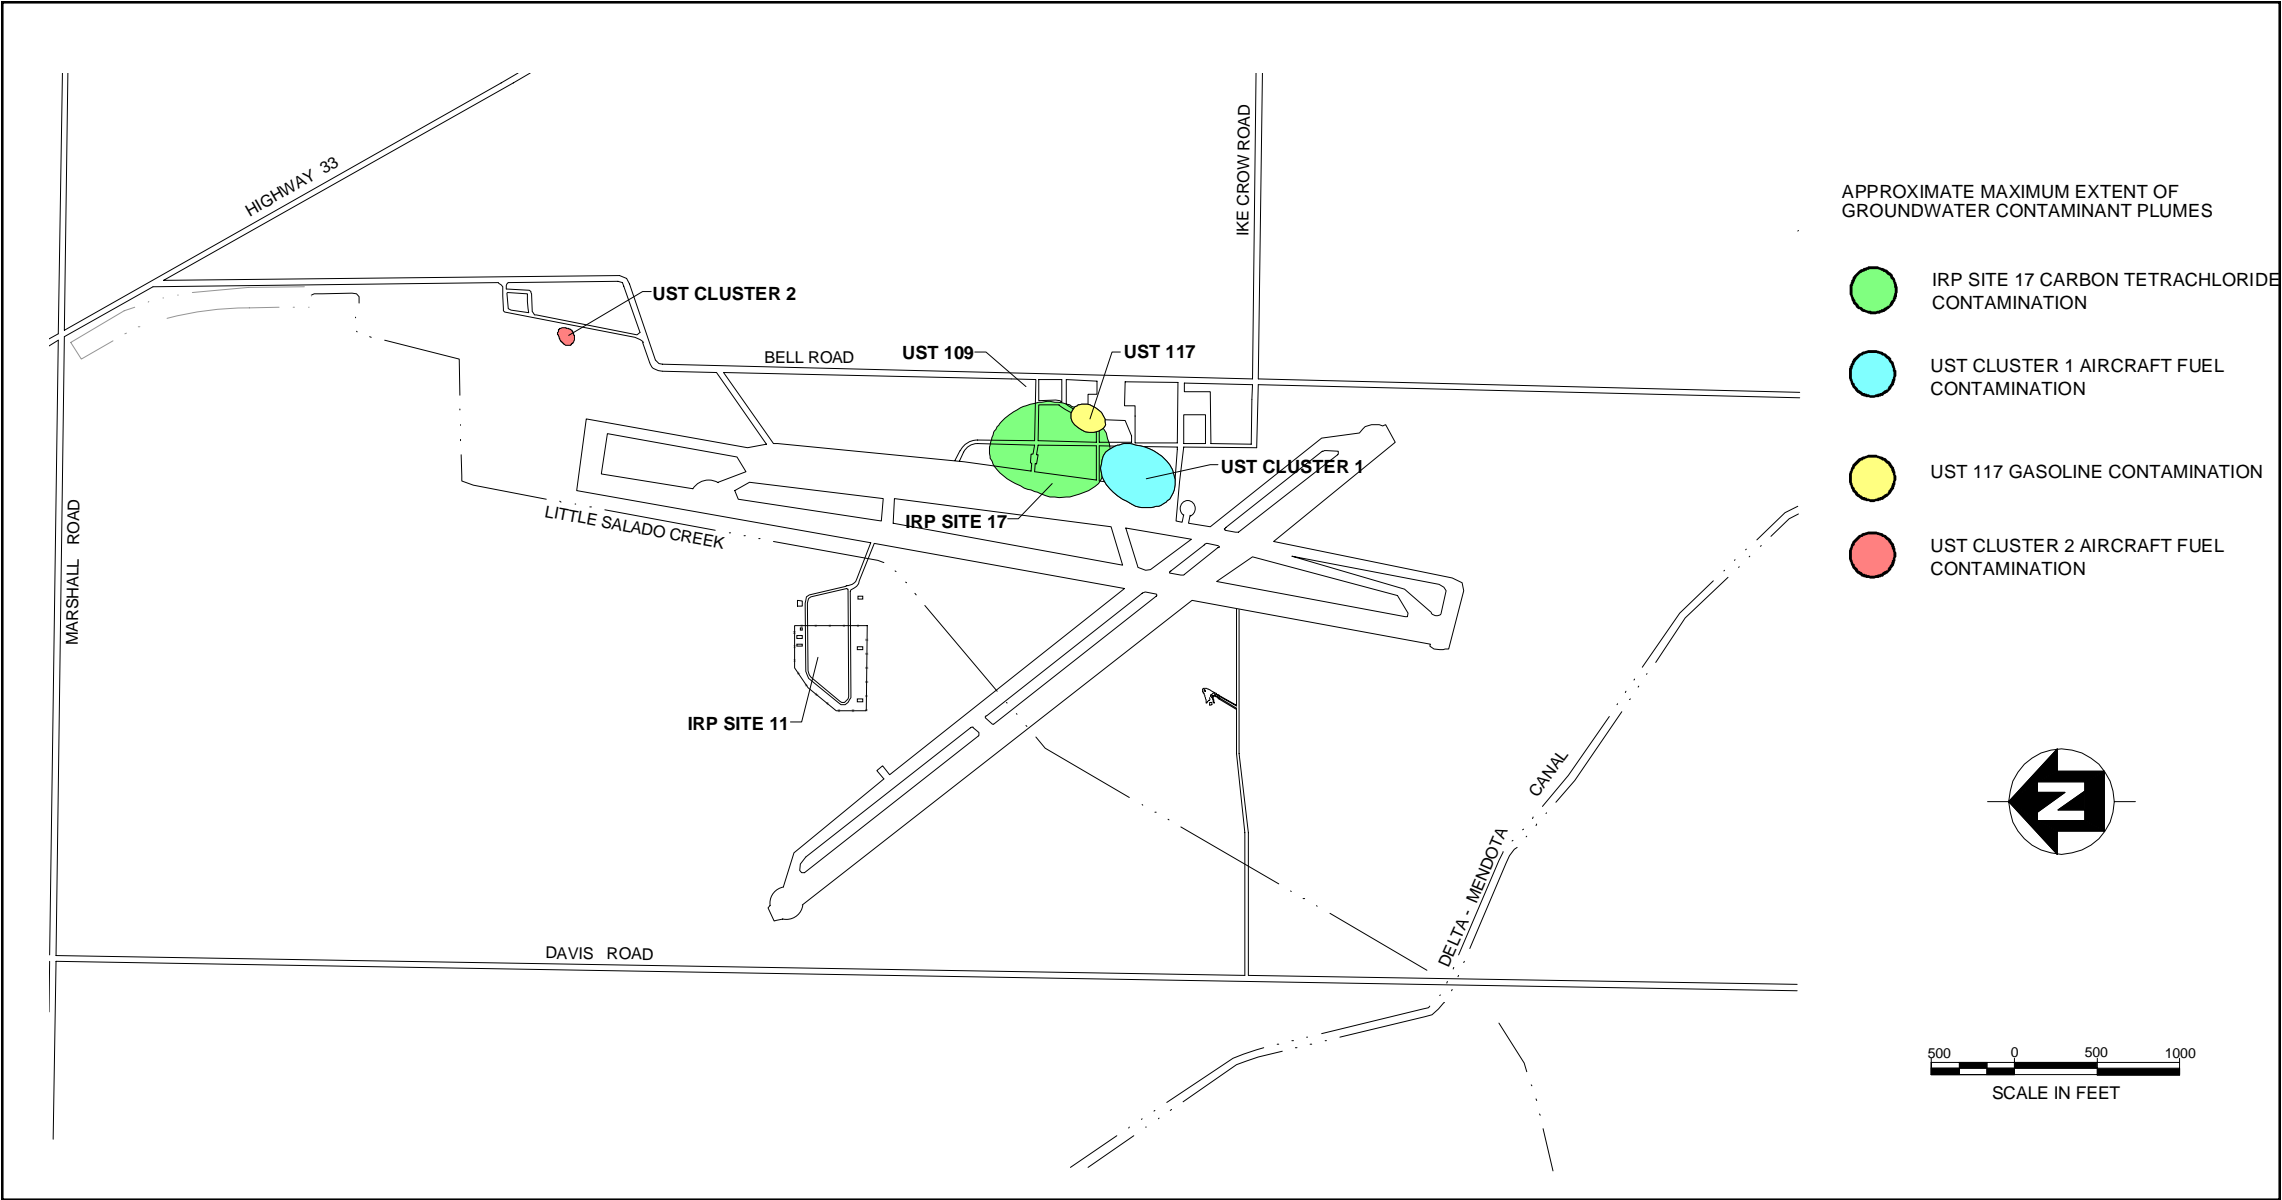 HIGHWAY 33
IKE CROW ROAD
APPROXIMATE MAXIMUM EXTENT OF
GROUNDWATER CONTAMINANT PLUMES
IRP SITE 17 CARBON TETRACHLORIDE
CONTAMINATION
UST CLUSTER 1 AIRCRAFT FUEL
CONTAMINATION
UST 117 GASOLINE CONTAMINATION
UST CLUSTER 2 AIRCRAFT FUEL
CONTAMINATION
UST CLUSTER 2
BELL ROAD
UST 109
UST 117
UST CLUSTER 1
IRP SITE 17
LITTLE SALADO CREEK
MARSHALL ROAD
IRP SITE 11
DELTA - MENDOTA CANAL
DAVIS ROAD
N
500 0 500 1000
SCALE IN FEET